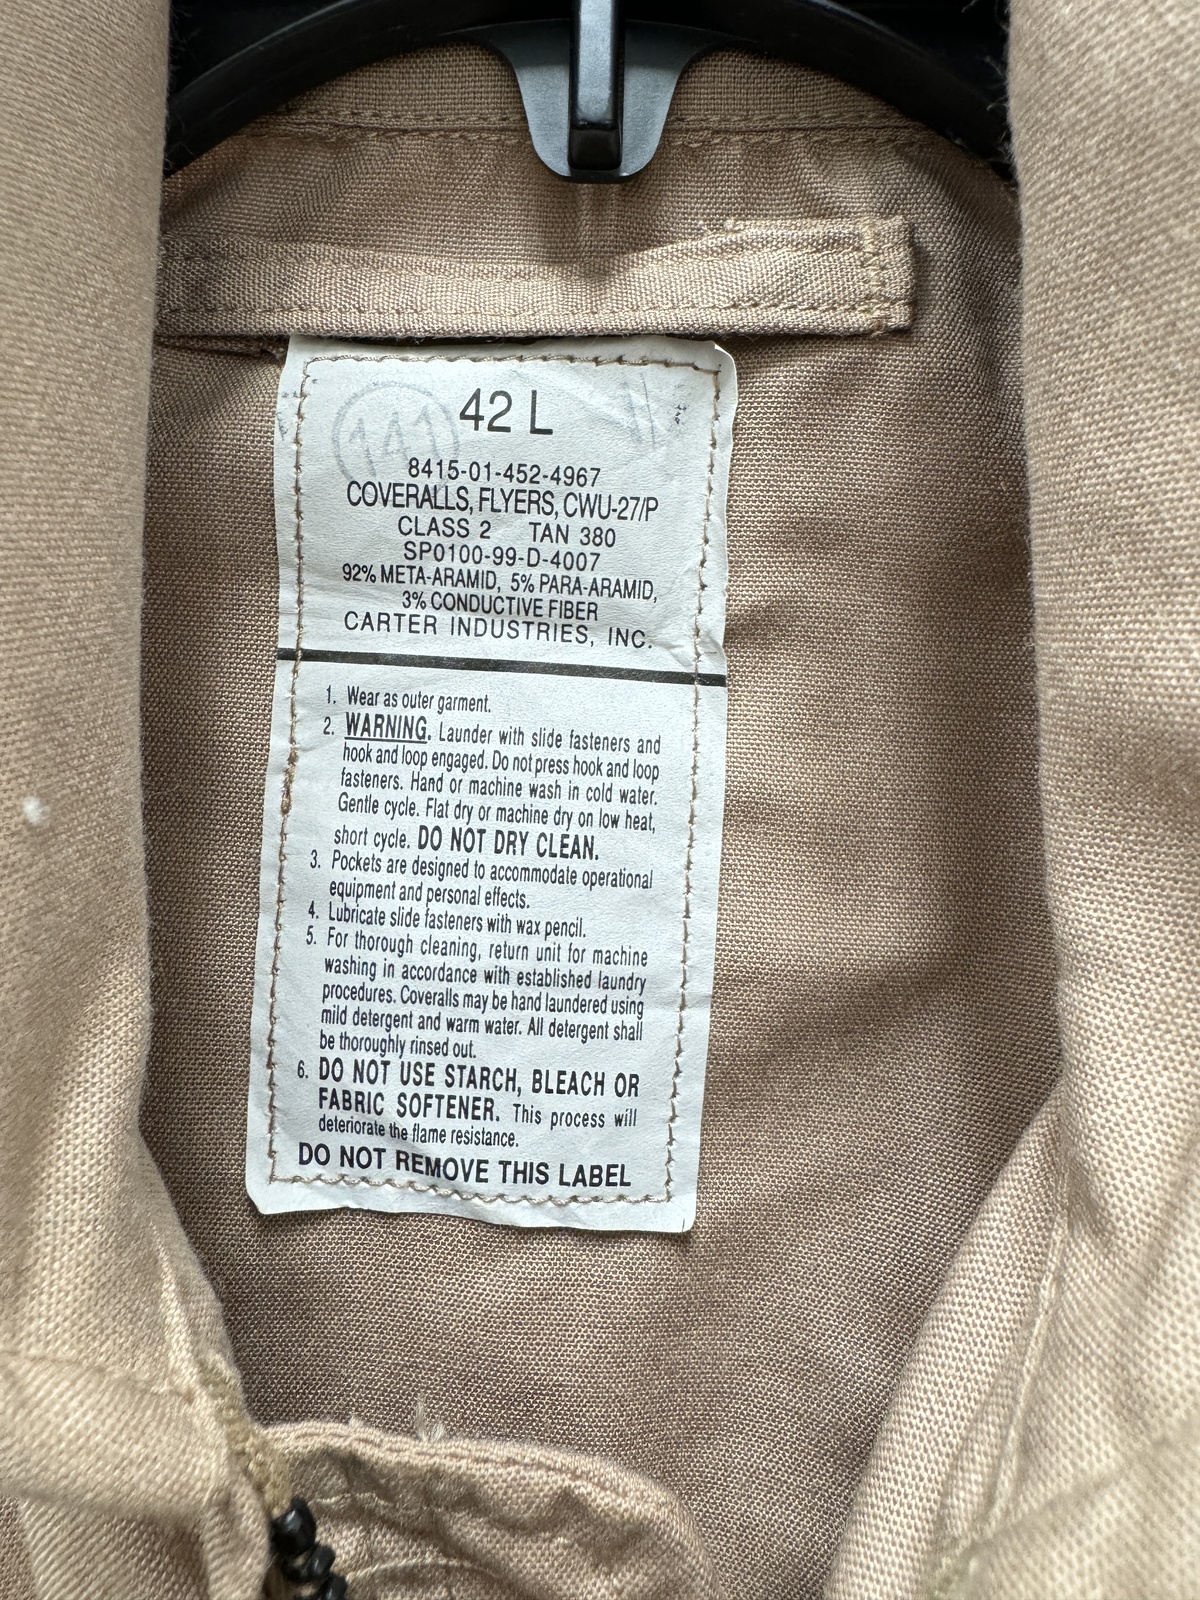 42 L
141
8415-01-452-4967
COVERALLS, FLYERS, CWU-27/P
CLASS 2 TAN 380
SP0100-99-D-4007
92% META-ARAMID, 5% PARA-ARAMID,
3% CONDUCTIVE FIBER
CARTER INDUSTRIES, INC.
1. Wear as outer garment.
2. WARNING. Launder with slide fasteners and
hook and loop engaged. Do not press hook and loop
fasteners. Hand or machine wash in cold water.
Gentle cycle. Flat dry or machine dry on low heat,
short cycle. DO NOT DRY CLEAN.
3. Pockets are designed to accommodate operational
equipment and personal effects.
4. Lubricate slide fasteners with wax pencil.
5. For thorough cleaning, return unit for machine
washing in accordance with established laundry
procedures. Coveralls may be hand laundered using
mild detergent and warm water. All detergent shall
be thoroughly rinsed out.
6. DO NOT USE STARCH, BLEACH OR
FABRIC SOFTENER. This process will
deteriorate the flame resistance.
DO NOT REMOVE THIS LABEL